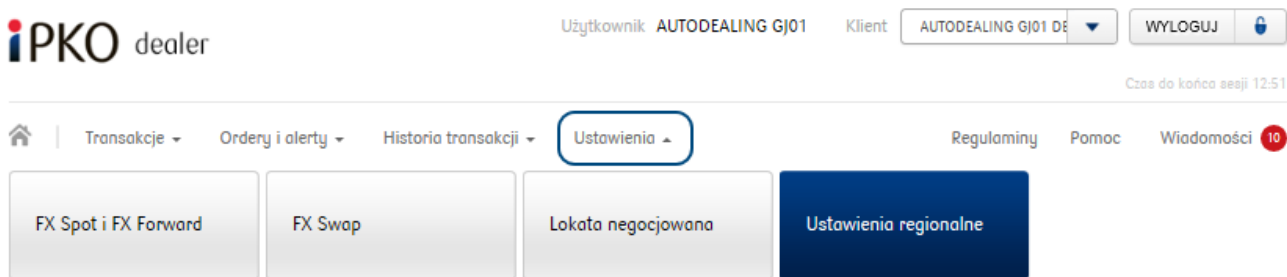 iPKO dealer
Użytkownik AUTODEALING GJ01 Klient AUTODEALING GJ01 DE WYLOGUJ
Czas do końca sesji 12:51
Transakcje Ordery i alerty Historia transakcji Ustawienia Regulaminy Pomoc Wiadomości 10
FX Spot i FX Forward FX Swap Lokata negocjowana Ustawienia regionalne